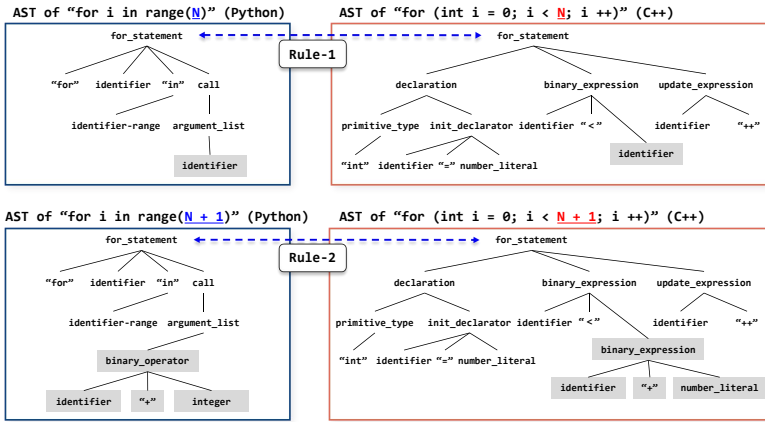 AST of “for i in range(N)” (Python)
AST of “for (int i = 0; i < N; i ++)” (C++)
for_statement
for_statement
Rule-1
“for” identifier “in” call
declaration binary_expression update_expression
identifier-range argument_list
primitive_type init_declarator identifier “<” identifier “++”
identifier
identifier
“int” identifier “=” number_literal
AST of “for i in range(N + 1)” (Python)
AST of “for (int i = 0; i < N + 1; i ++)” (C++)
for_statement
for_statement
Rule-2
“for” identifier “in” call
declaration binary_expression update_expression
identifier-range argument_list
primitive_type init_declarator identifier “<” identifier “++”
binary_operator
binary_expression
“int” identifier “=” number_literal
identifier “+” integer
identifier “+” number_literal